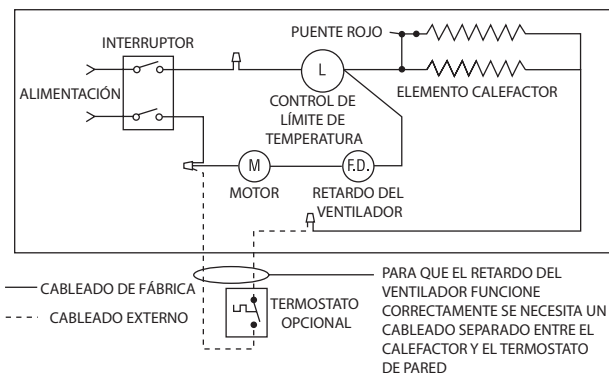 PUENTE ROJO
INTERRUPTOR
L
ALIMENTACIÓN
ELEMENTO CALEFACTOR
CONTROL DE
LÍMITE DE
TEMPERATURA
M
F.D.
MOTOR
RETARDO DEL
VENTILADOR
CABLEADO DE FÁBRICA
CABLEADO EXTERNO
TERMOSTATO
OPCIONAL
PARA QUE EL RETARDO DEL
VENTILADOR FUNCIONE
CORRECTAMENTE SE NECESITA UN
CABLEADO SEPARADO ENTRE EL
CALEFACTOR Y EL TERMOSTATO
DE PARED